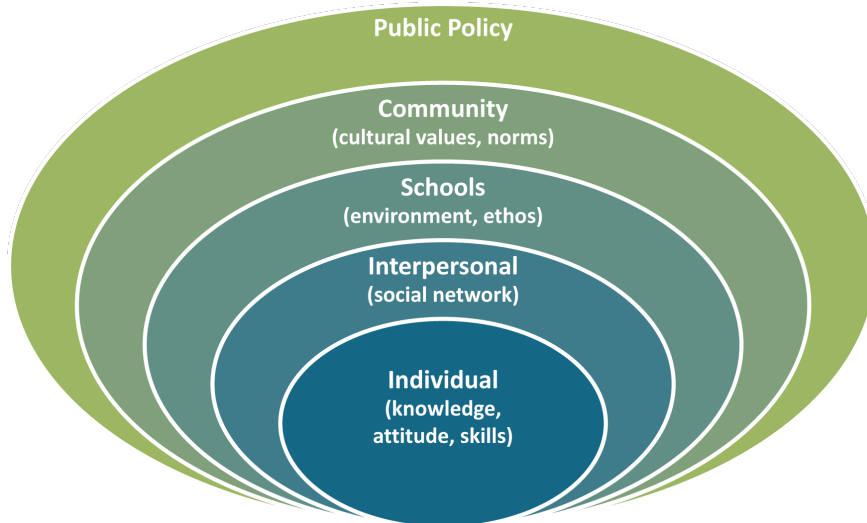 Public Policy
Community
(cultural values, norms)
Schools
(environment, ethos)
Interpersonal
(social network)
Individual
(knowledge,
attitude, skills)